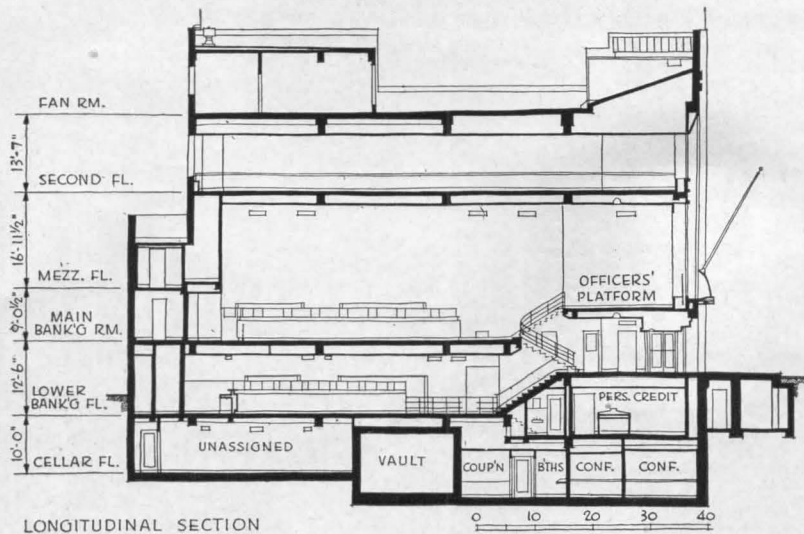 FAN RM.
13'-7"
SECOND FL.
16'-11½"
MEZZ. FL.
9'-0½"
MAIN
BANK'G RM.
12'-6"
LOWER
BANK'G FL.
10'-0"
CELLAR FL.
OFFICERS'
PLATFORM
PERS. CREDIT
UNASSIGNED
VAULT
COUP'N
BTHS
CONF.
CONF.
LONGITUDINAL SECTION
0 10 20 30 40